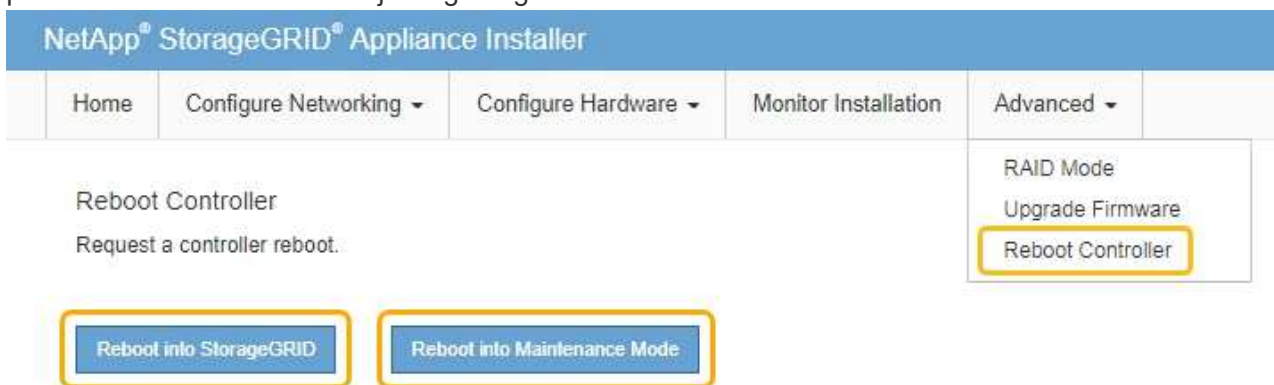 NetApp® StorageGRID® Appliance Installer
Home Configure Networking Configure Hardware Monitor Installation Advanced
RAID Mode
Upgrade Firmware
Reboot Controller
Reboot Controller
Request a controller reboot.
Reboot into StorageGRID Reboot into Maintenance Mode